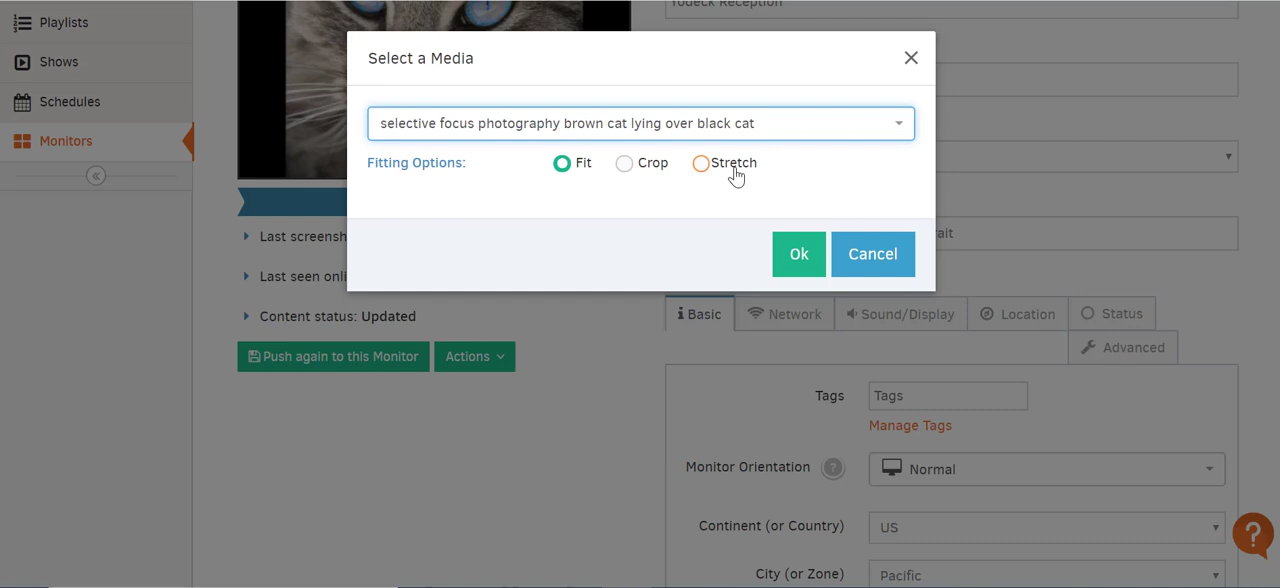 Playlists
Shows
Schedules
Monitors
Yodeck Reception
Select a Media
selective focus photography brown cat lying over black cat
Fitting Options: Fit Crop Stretch
Ok Cancel
Last seen onli
Content status: Updated
Push again to this Monitor Actions
Basic Network Sound/Display Location Status
Advanced
Tags Tags
Manage Tags
Monitor Orientation ? Normal
Continent (or Country) US
City (or Zone) Pacific
?